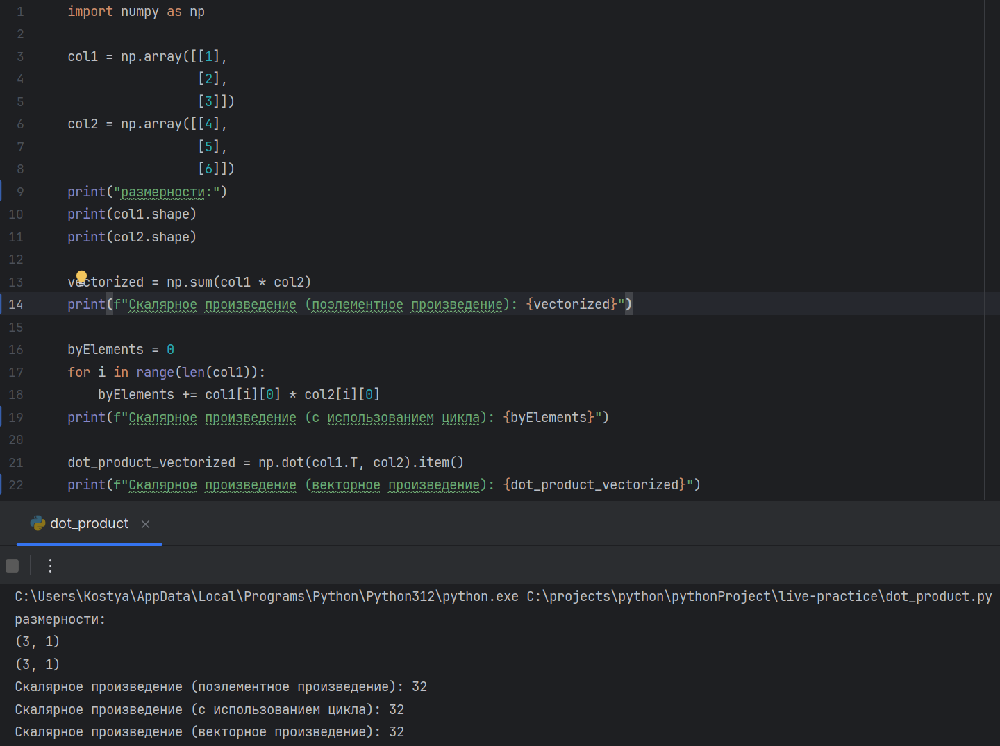 1 import numpy as np
2
3 col1 = np.array([[1],
4 [2],
5 [3]])
6 col2 = np.array([[4],
7 [5],
8 [6]])
9 print("размерности:")
10 print(col1.shape)
11 print(col2.shape)
12
13 vectorized = np.sum(col1 * col2)
14 print(f"Скалярное произведение (поэлементное произведение): {vectorized}")
15
16 byElements = 0
17 for i in range(len(col1)):
18 byElements += col1[i][0] * col2[i][0]
19 print(f"Скалярное произведение (с использованием цикла): {byElements}")
20
21 dot_product_vectorized = np.dot(col1.T, col2).item()
22 print(f"Скалярное произведение (векторное произведение): {dot_product_vectorized}")
dot_product
C:\Users\Kostya\AppData\Local\Programs\Python\Python312\python.exe C:\projects\python\pythonProject\live-practice\dot_product.py
размерности:
(3, 1)
(3, 1)
Скалярное произведение (поэлементное произведение): 32
Скалярное произведение (с использованием цикла): 32
Скалярное произведение (векторное произведение): 32